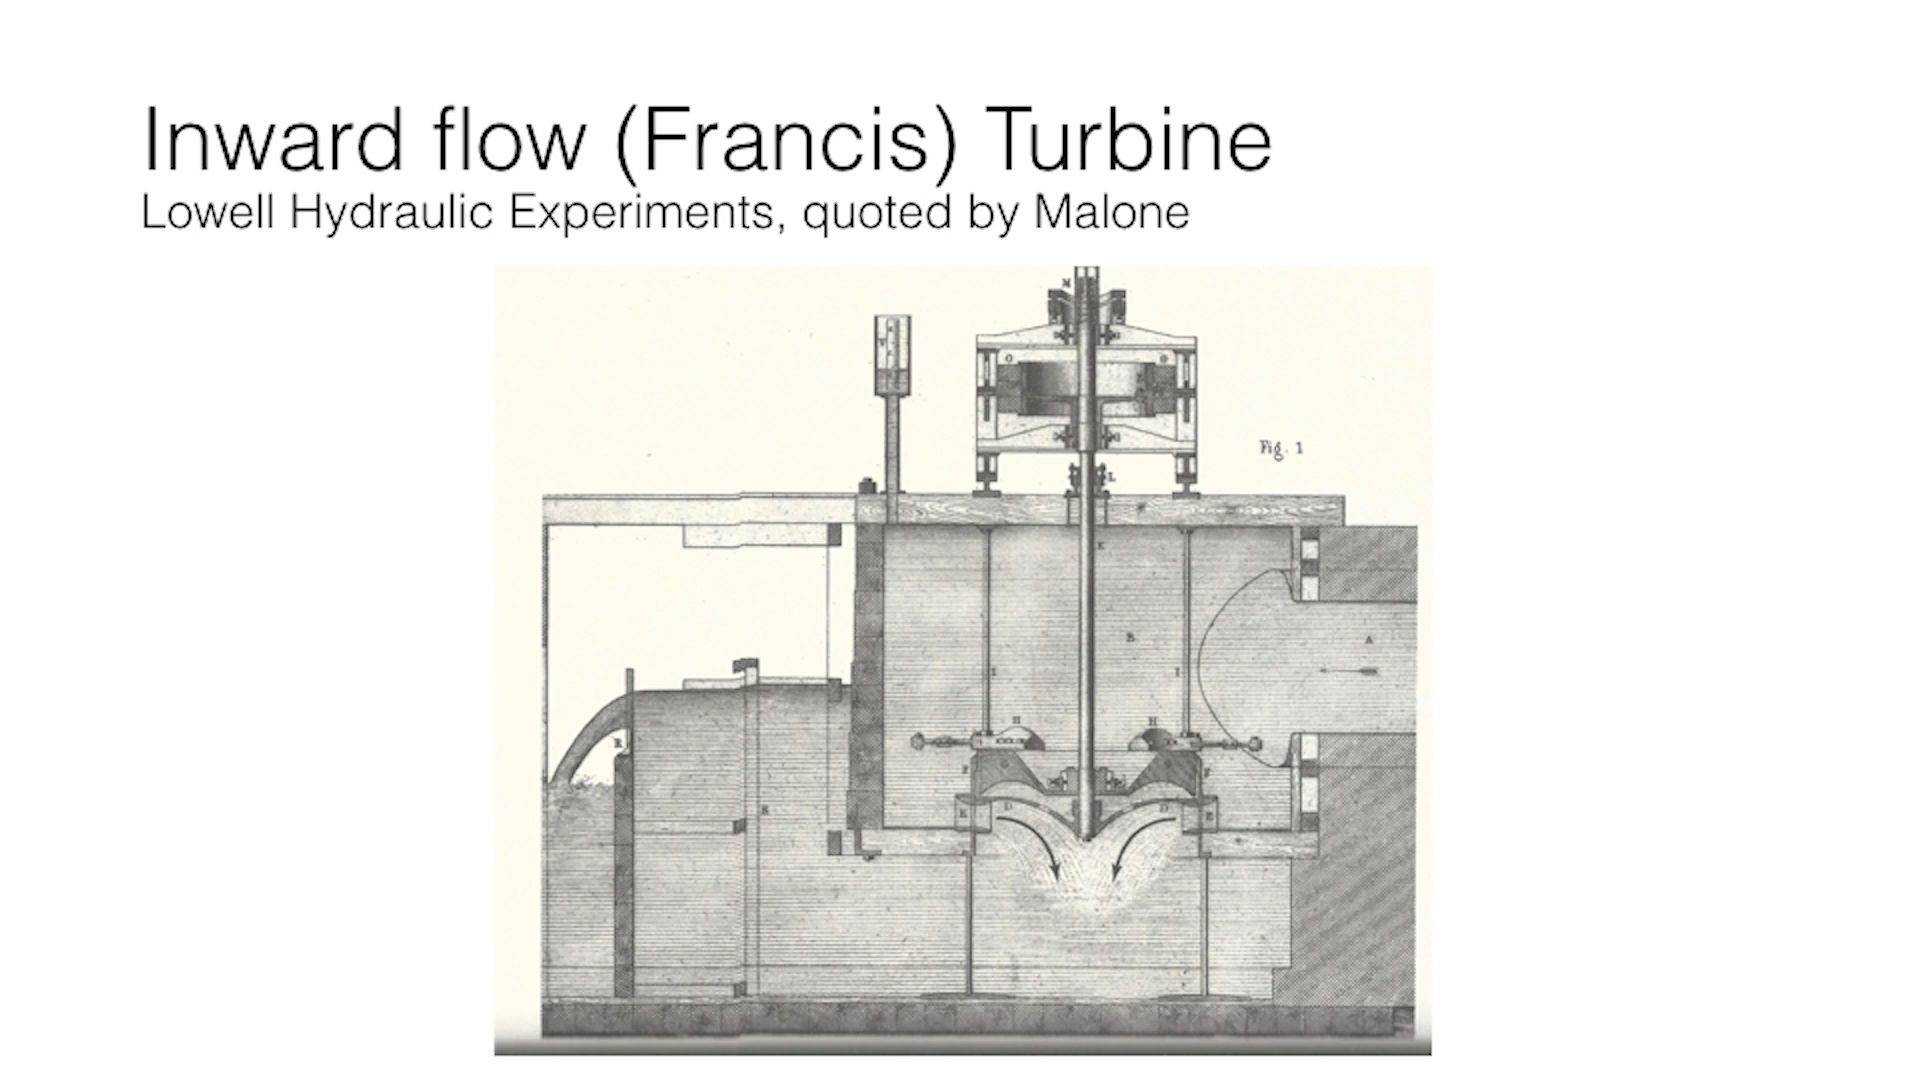 Inward flow (Francis) Turbine
Lowell Hydraulic Experiments, quoted by Malone
M
O O
Fig. 1
L
K
B
A
I I
H H
R
G
F F
D D
E E